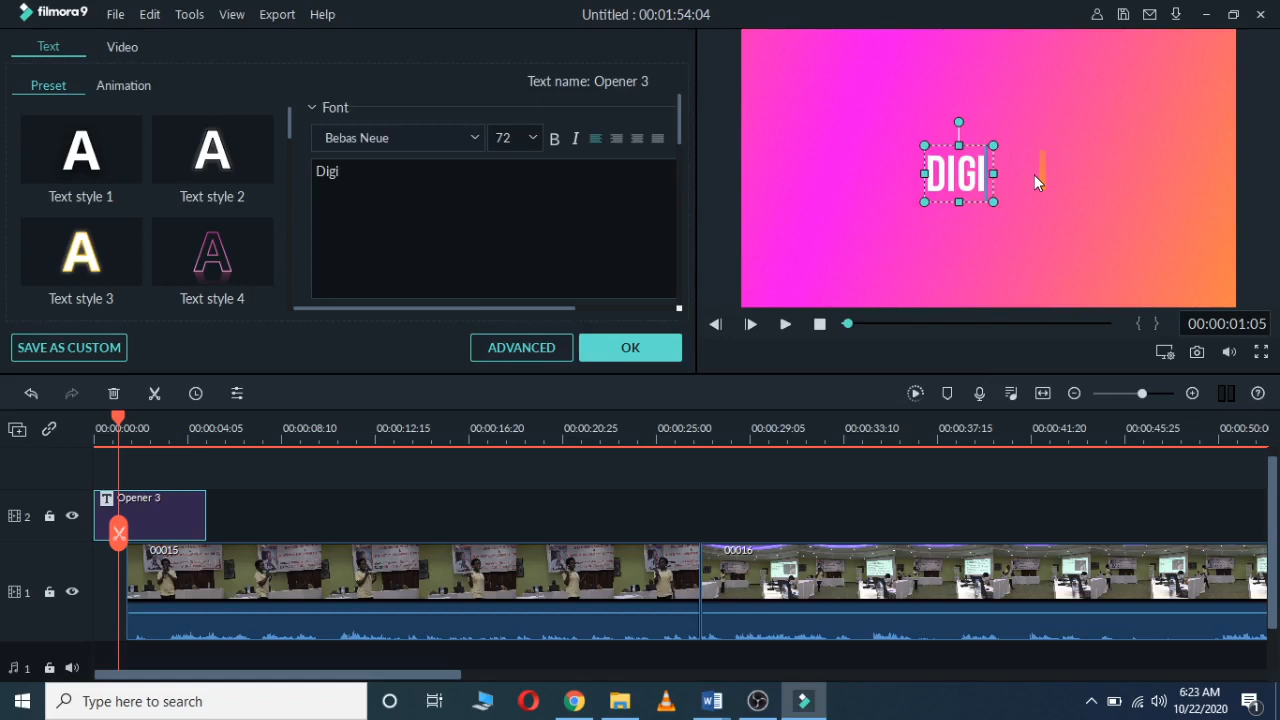 filmora9 File Edit Tools View Export Help Untitled : 00:01:54:04
Text Video
Preset Animation Text name: Opener 3
Font
Bebas Neue 72 B I
Digi
A A
Text style 1 Text style 2
A A
Text style 3 Text style 4
SAVE AS CUSTOM ADVANCED OK
DIGI
{ } 00:00:01:05
00:00:00:00 00:00:04:05 00:00:08:10 00:00:12:15 00:00:16:20 00:00:20:25 00:00:25:00 00:00:29:05 00:00:33:10 00:00:37:15 00:00:41:20 00:00:45:25 00:00:50:0
2 T Opener 3
1 00015 00016
1
Type here to search
6:23 AM
10/22/2020
1